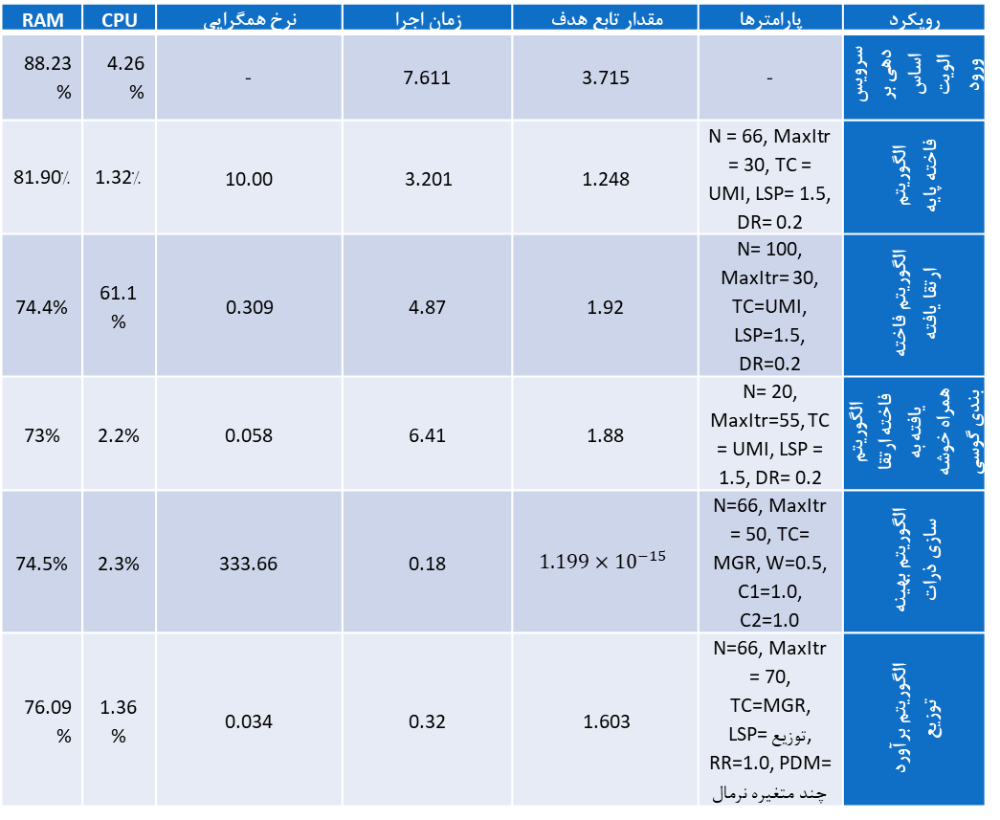 رویکرد
پارامترها
مقدار تابع هدف
زمان اجرا
نرخ همگرایی
CPU
RAM
سرویس
دهی بر
اساس
الویت
ورود
-
3.715
7.611
-
4.26
%
88.23
%
الگوریتم
فاخته پایه
N = 66, MaxItr
= 30, TC =
UMI, LSP= 1.5,
DR= 0.2
1.248
3.201
10.00
1.32٪
81.90٪
الگوریتم فاخته
ارتقا یافته
N= 100,
MaxItr= 30,
TC=UMI,
LSP=1.5,
DR=0.2
1.92
4.87
0.309
61.1
%
74.4%
الگوریتم
فاخته ارتقا
یافته به
همراه خوشه
بندی گوسی
N= 20,
MaxItr=55, TC
= UMI, LSP =
1.5, DR= 0.2
1.88
6.41
0.058
2.2%
73%
الگوریتم بهینه
سازی ذرات
N=66, MaxItr
= 50, TC=
MGR, W=0.5,
C1=1.0,
C2=1.0
1.199 × 10⁻¹⁵
0.18
333.66
2.3%
74.5%
الگوریتم برآورد
توزیع
N=66, MaxItr
= 70,
TC=MGR,
LSP= توزیع,
RR=1.0, PDM=
چند متغیره نرمال
1.603
0.32
0.034
1.36
%
76.09
%